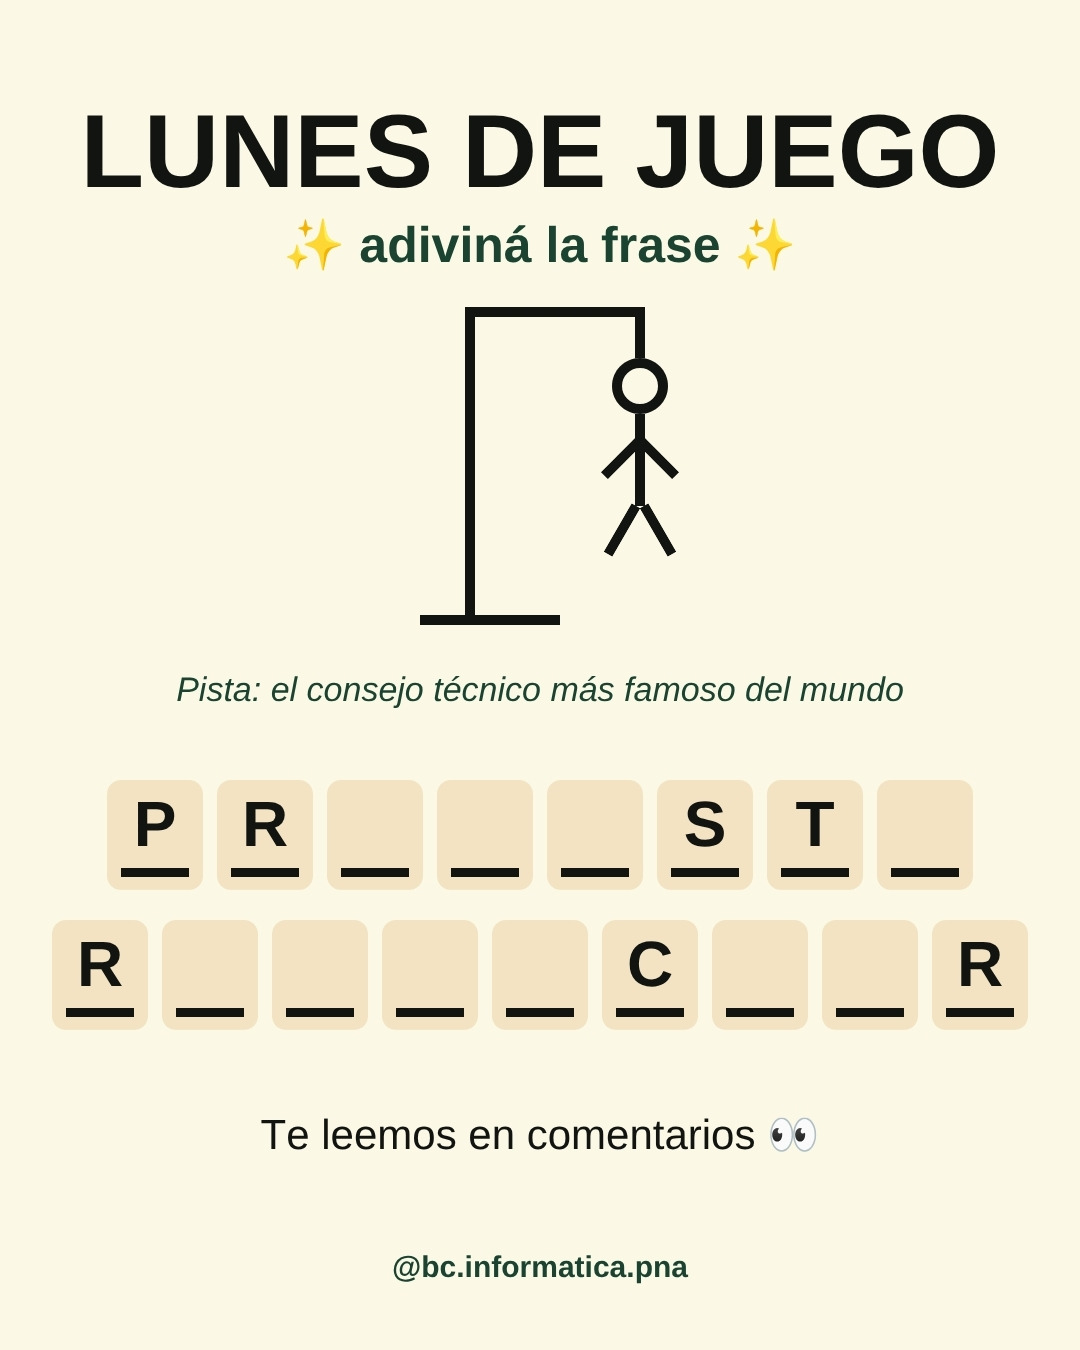 LUNES DE JUEGO
✨ adiviná la frase ✨
Pista: el consejo técnico más famoso del mundo
P R _ _ _ S T _
R _ _ _ _ C _ _ R
Te leemos en comentarios 👀
@bc.informatica.pna